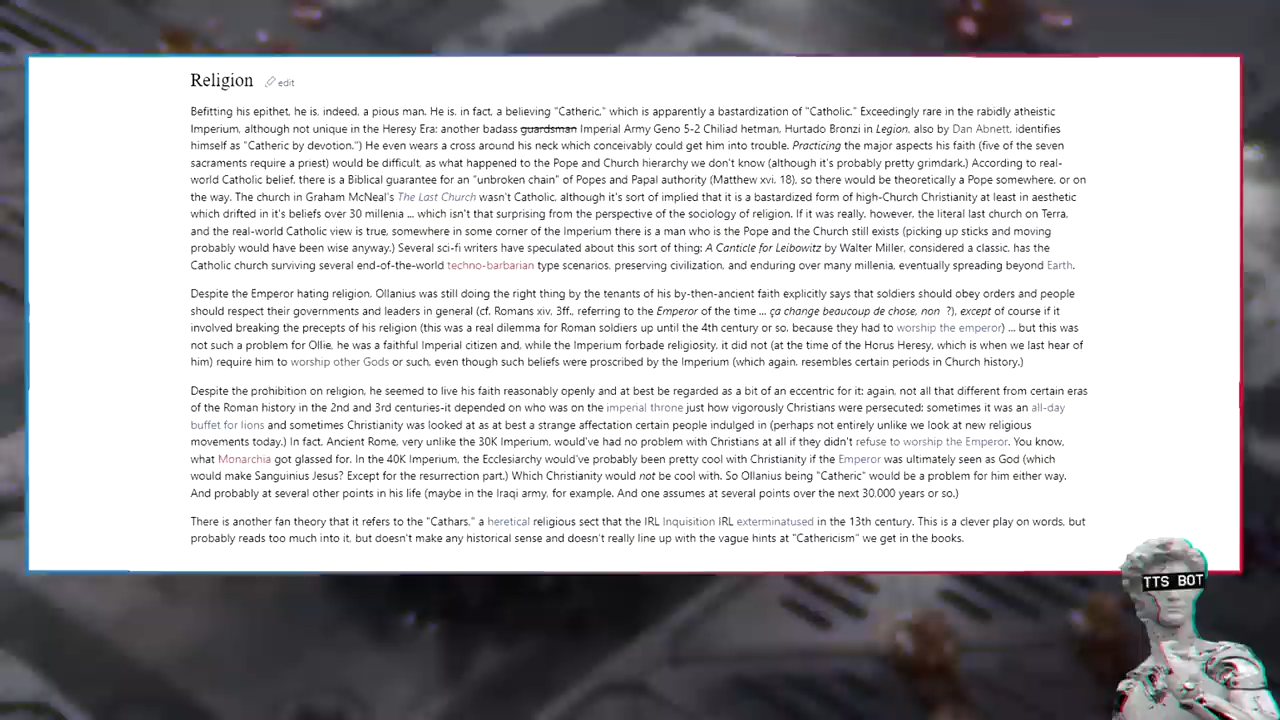 Religion edit
Befitting his epithet, he is, indeed, a pious man. He is, in fact, a believing "Catheric," which is apparently a bastardization of "Catholic." Exceedingly rare in the rabidly atheistic
Imperium, although not unique in the Heresy Era: another badass guardsman Imperial Army Geno 5-2 Chiliad hetman, Hurtado Bronzi in Legion, also by Dan Abnett, identifies
himself as "Catheric by devotion.") He even wears a cross around his neck which conceivably could get him into trouble. Practicing the major aspects his faith (five of the seven
sacraments require a priest) would be difficult, as what happened to the Pope and Church hierarchy we don't know (although it's probably pretty grimdark.) According to real-
world Catholic belief, there is a Biblical guarantee for an "unbroken chain" of Popes and Papal authority (Matthew xvi, 18), so there would be theoretically a Pope somewhere, or on
the way. The church in Graham McNeal's The Last Church wasn't Catholic, although it's sort of implied that it is a bastardized form of high-Church Christianity at least in aesthetic
which drifted in it's beliefs over 30 millenia ... which isn't that surprising from the perspective of the sociology of religion. If it was really, however, the literal last church on Terra,
and the real-world Catholic view is true, somewhere in some corner of the Imperium there is a man who is the Pope and the Church still exists (picking up sticks and moving
probably would have been wise anyway.) Several sci-fi writers have speculated about this sort of thing: A Canticle for Leibowitz by Walter Miller, considered a classic, has the
Catholic church surviving several end-of-the-world techno-barbarian type scenarios, preserving civilization, and enduring over many millenia, eventually spreading beyond Earth.
Despite the Emperor hating religion, Ollanius was still doing the right thing by the tenants of his by-then-ancient faith explicitly says that soldiers should obey orders and people
should respect their governments and leaders in general (cf. Romans xiv, 3ff., referring to the Emperor of the time ... ça change beaucoup de chose, non ?), except of course if it
involved breaking the precepts of his religion (this was a real dilemma for Roman soldiers up until the 4th century or so, because they had to worship the emperor) ... but this was
not such a problem for Ollie, he was a faithful Imperial citizen and, while the Imperium forbade religiosity, it did not (at the time of the Horus Heresy, which is when we last hear of
him) require him to worship other Gods or such, even though such beliefs were proscribed by the Imperium (which again, resembles certain periods in Church history.)
Despite the prohibition on religion, he seemed to live his faith reasonably openly and at best be regarded as a bit of an eccentric for it: again, not all that different from certain eras
of the Roman history in the 2nd and 3rd centuries-it depended on who was on the imperial throne just how vigorously Christians were persecuted: sometimes it was an all-day
buffet for lions and sometimes Christianity was looked at as at best a strange affectation certain people indulged in (perhaps not entirely unlike we look at new religious
movements today.) In fact, Ancient Rome, very unlike the 30K Imperium, would've had no problem with Christians at all if they didn't refuse to worship the Emperor. You know,
what Monarchia got glassed for. In the 40K Imperium, the Ecclesiarchy would've probably been pretty cool with Christianity if the Emperor was ultimately seen as God (which
would make Sanguinius Jesus? Except for the resurrection part.) Which Christianity would not be cool with. So Ollanius being "Catheric" would be a problem for him either way.
And probably at several other points in his life (maybe in the Iraqi army, for example. And one assumes at several points over the next 30,000 years or so.)
There is another fan theory that it refers to the "Cathars," a heretical religious sect that the IRL Inquisition IRL exterminatused in the 13th century. This is a clever play on words, but
probably reads too much into it, but doesn't make any historical sense and doesn't really line up with the vague hints at "Cathericism" we get in the books.
TTS BOT